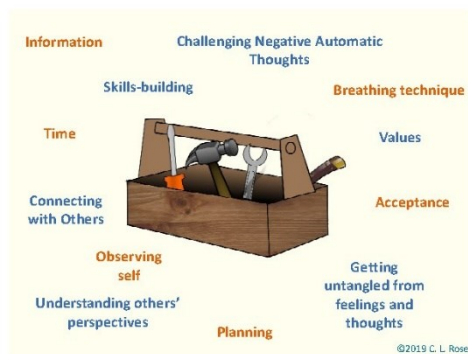 Information
Challenging Negative Automatic
Thoughts
Skills-building
Breathing technique
Time
Values
Connecting
with Others
Acceptance
Observing
self
Getting
untangled from
feelings and
thoughts
Understanding others’
perspectives
Planning
©2019 C. L. Rose